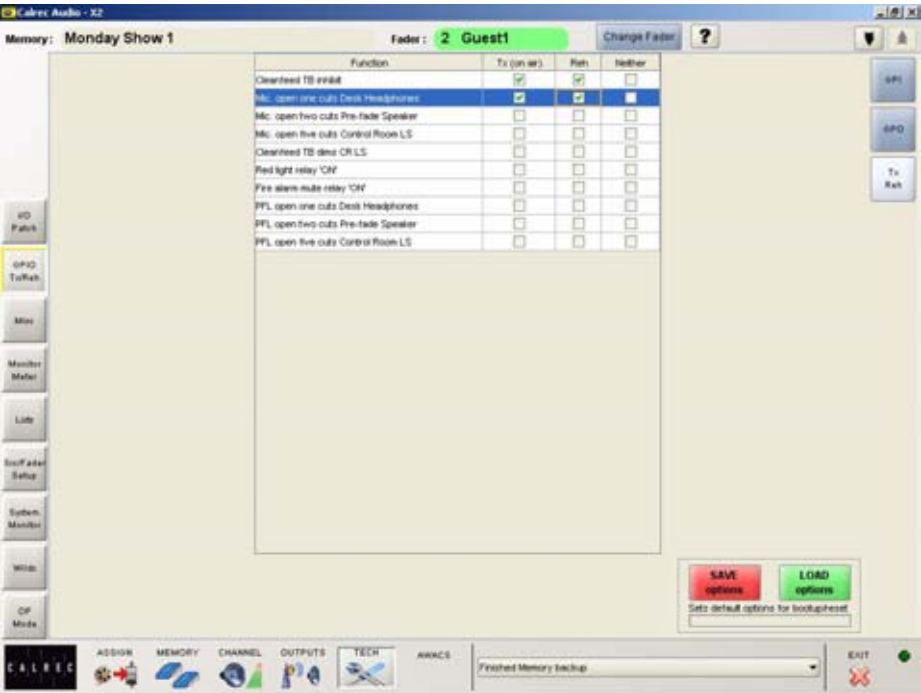 Calrec Audio - X2
Memory: Monday Show 1 Fader: 2 Guest1 Change Fader ?
Function Tx (on air) Reh Neither
Cleanfeed TB inhibit
Mic. open one cuts Desk Headphones
Mic. open two cuts Pre-fade Speaker
Mic. open five cuts Control Room LS
Cleanfeed TB dims CR LS
Red light relay 'ON'
Fire alarm mute relay 'ON'
PFL open one cuts Desk Headphones
PFL open two cuts Pre-fade Speaker
PFL open five cuts Control Room LS
GPI
GPO
Tx
Reh
I/O
Patch
GPIO
Tx/Reh
Misc
Monitor
Meter
Lists
Src/Fader
Setup
System
Monitor
Wilds
OP
Mode
SAVE
options
LOAD
options
Sets default options for bootup/reset
CALREC
ASSIGN MEMORY CHANNEL OUTPUTS TECH AWACS
Finished Memory backup
EXIT